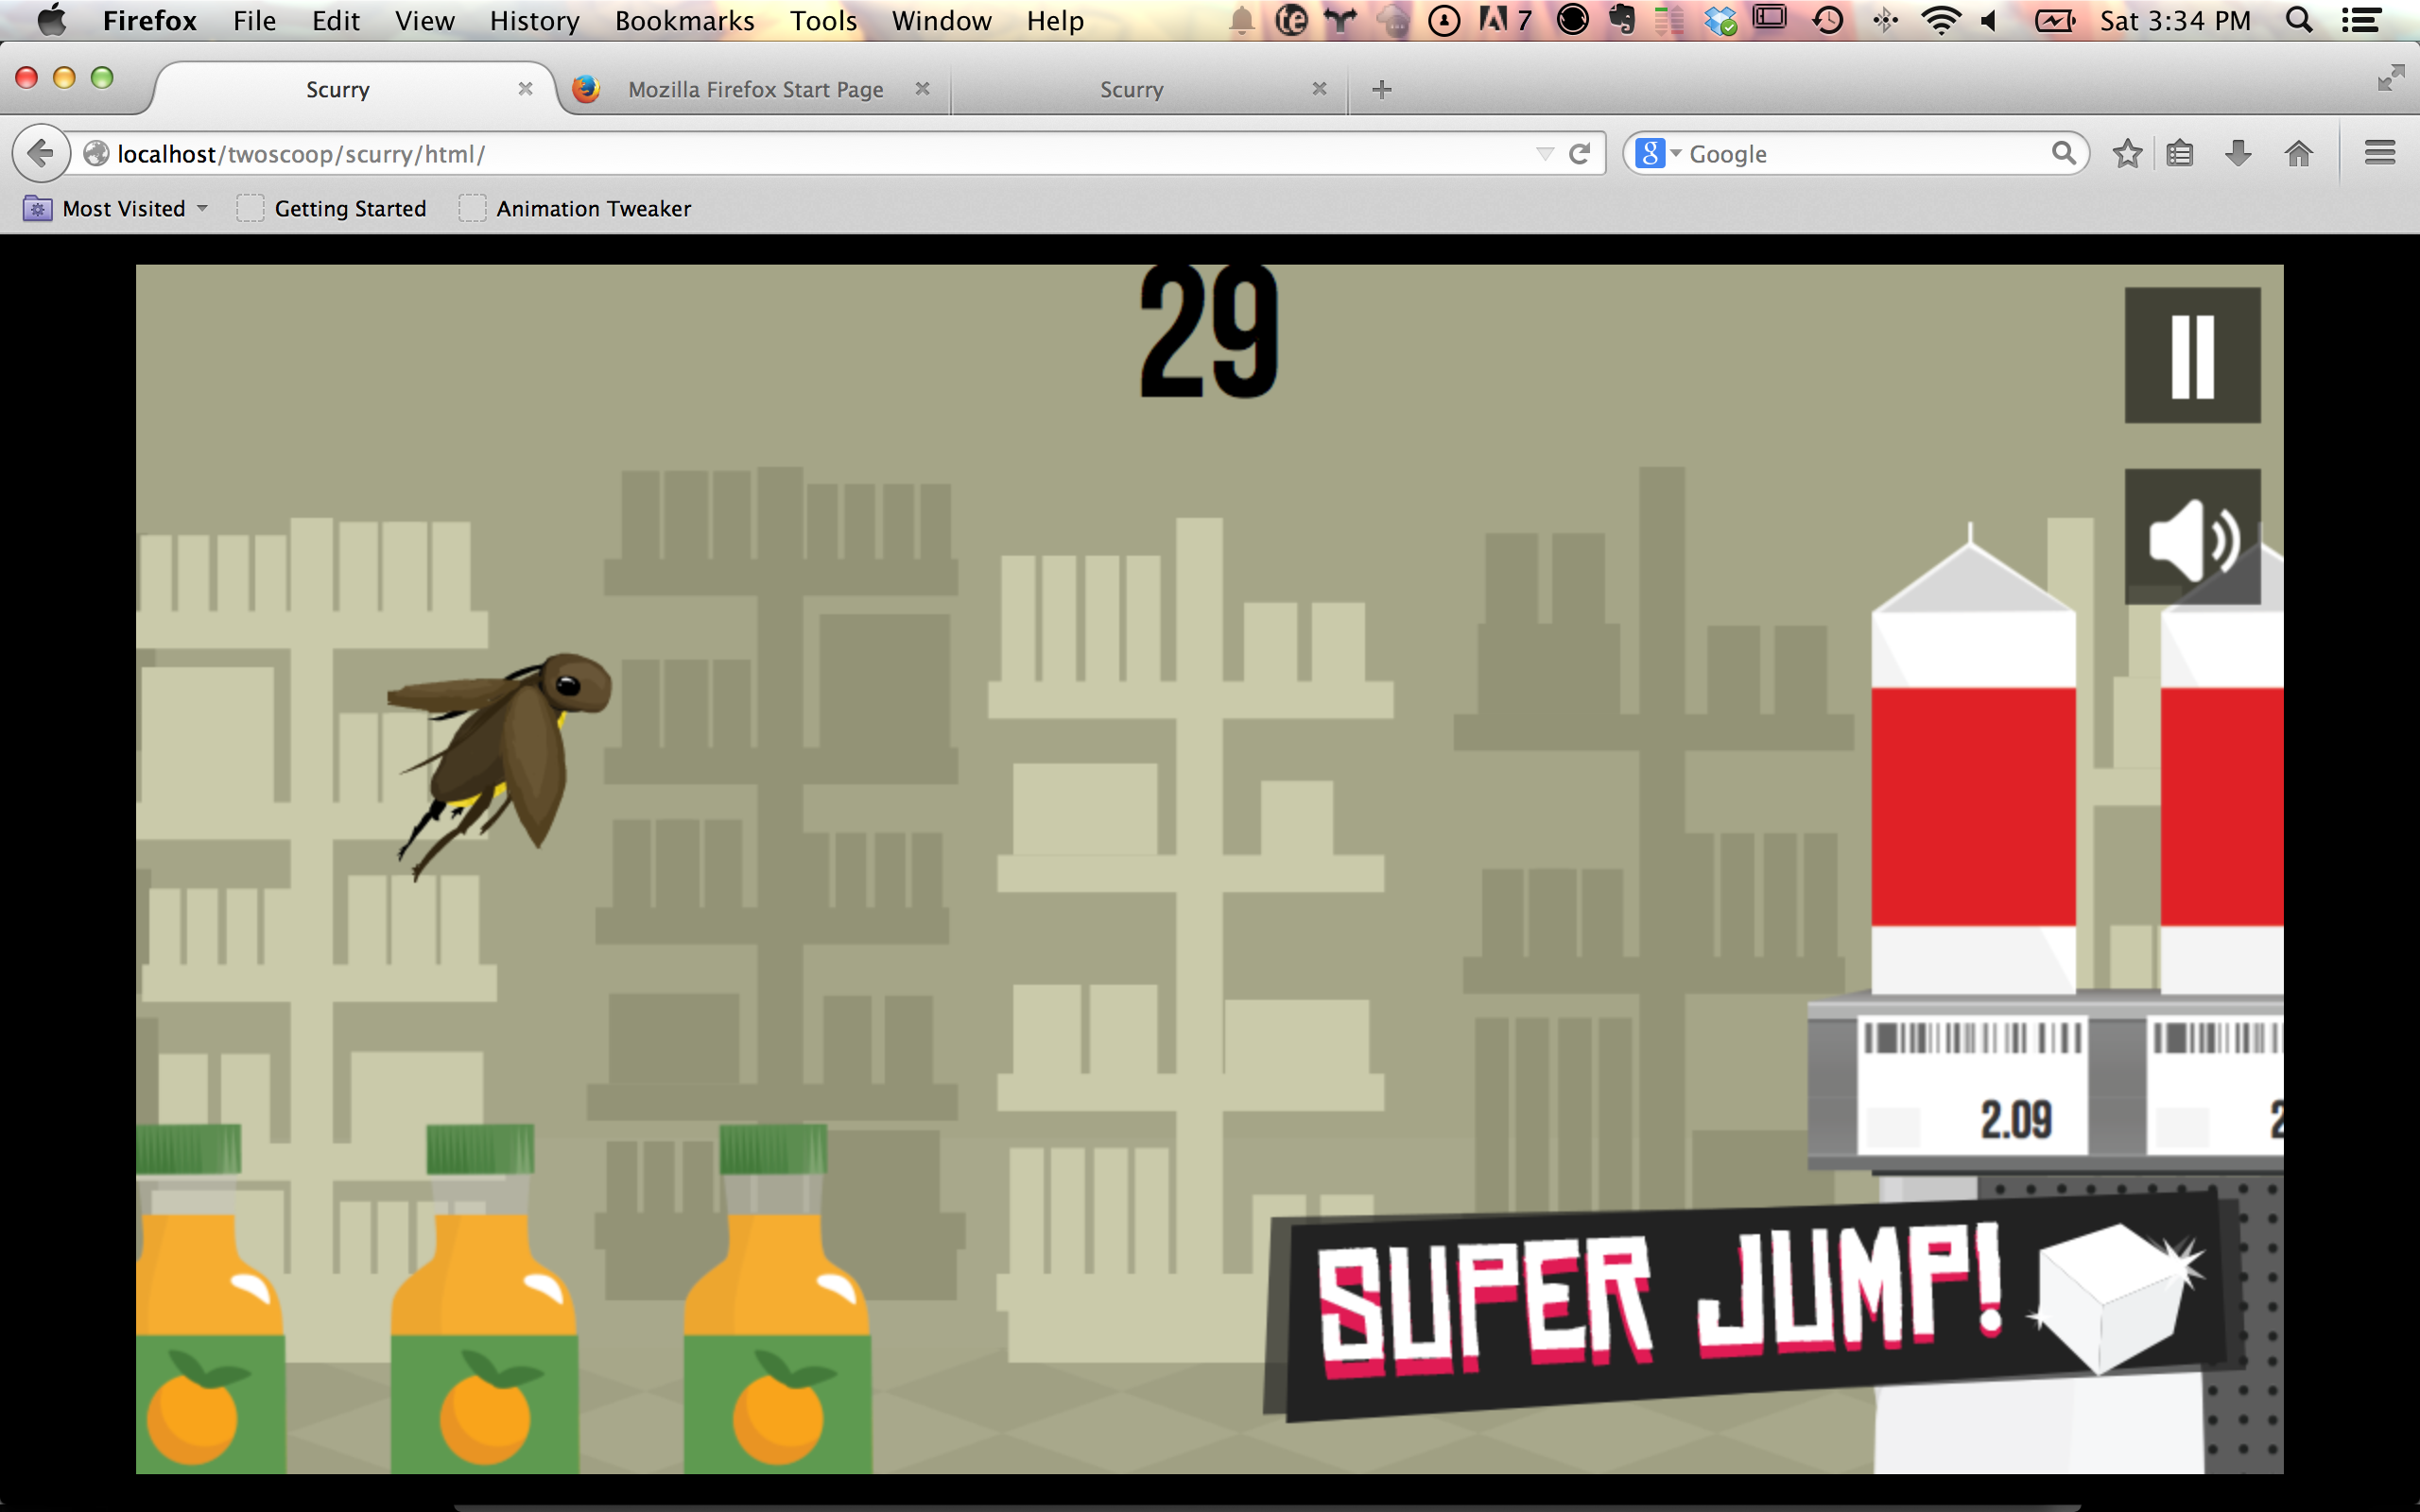 Firefox File Edit View History Bookmarks Tools Window Help te 7 Sat 3:34 PM
Scurry Mozilla Firefox Start Page Scurry
localhost/twoscoop/scurry/html/ g Google
Most Visited Getting Started Animation Tweaker
29
2.09 2
SUPER JUMP!